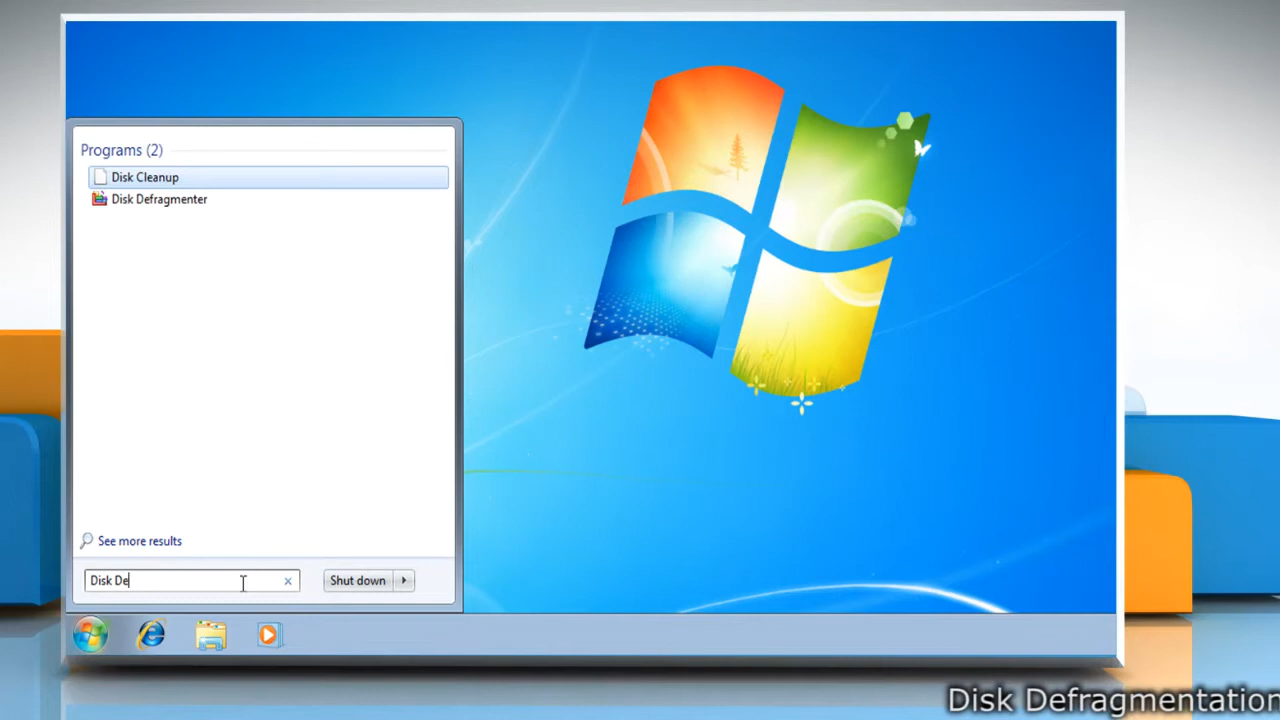 Programs (2)
Disk Cleanup
Disk Defragmenter
See more results
Disk De
Shut down
Disk Defragmentation